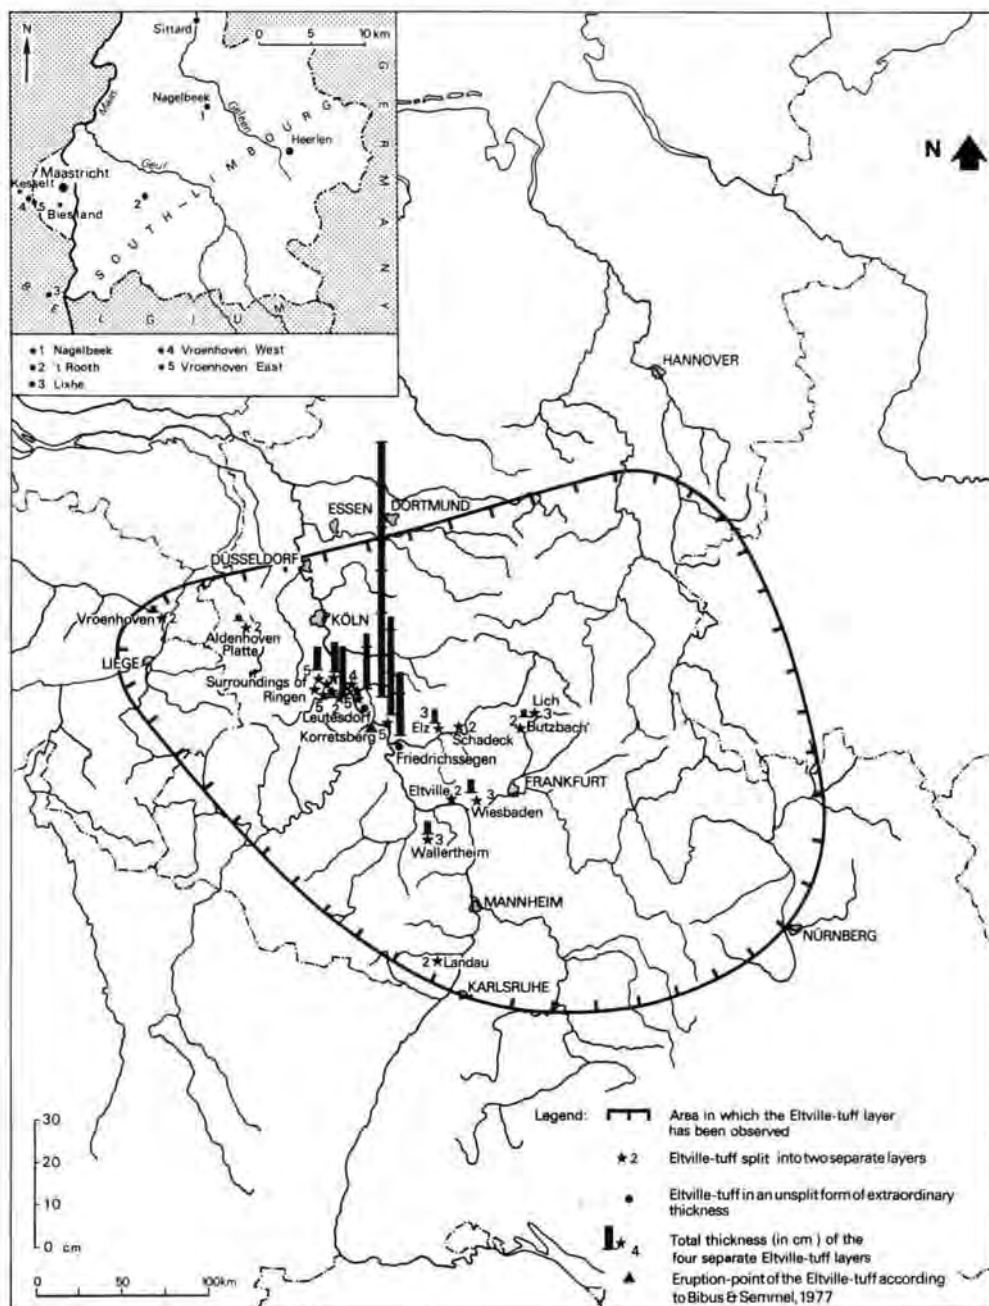 N
Sittard
0 5 10 km
Nagelbeek
1
Geleen
Heerlen
Maas
Geul
Maastricht
Kesselt
4 5
Biesland
2
SOUTH-LIMBOURG
GERMANY
3
BELGIUM
1 Nagelbeek
4 Vroenhoven West
2 't Rooth
5 Vroenhoven East
3 Lixhe
N
HANNOVER
ESSEN
DORTMUND
DÜSSELDORF
Vroenhoven 2
KÖLN
2
Aldenhoven
Platte
LIEGE
5
4
Surroundings of
Ringen
5 2 5
Leutesdorf
Korretsberg
5
Friedrichssegen
3
Elz
2
Schadeck
Lich
3
2
Butzbach
FRANKFURT
Eltville 2
3
Wiesbaden
3
Wallertheim
MANNHEIM
NÜRNBERG
2 Landau
KARLSRUHE
30
20
10
0 cm
0 50 100km
Legend:
Area in which the Eltville-tuff layer
has been observed
2 Eltville-tuff split into two separate layers
Eltville-tuff in an unsplit form of extraordinary
thickness
4 Total thickness (in cm) of the
four separate Eltville-tuff layers
Eruption-point of the Eltville-tuff according
to Bibus & Semmel, 1977